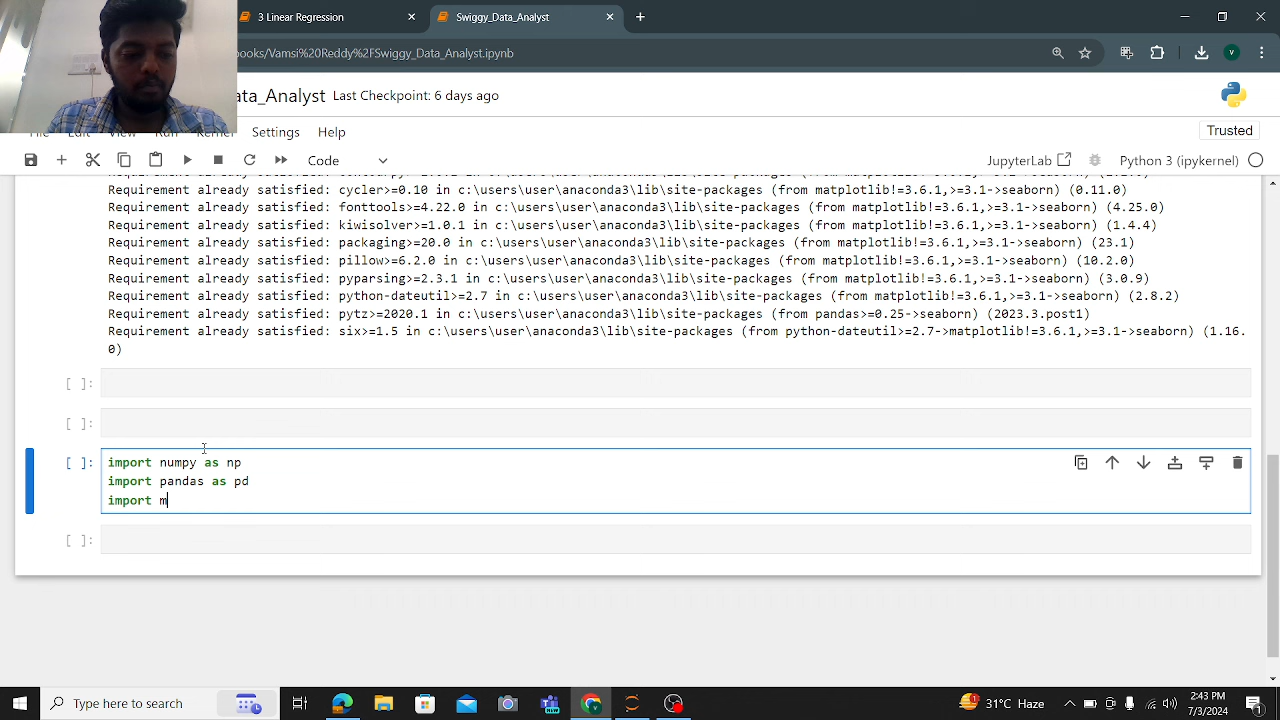 3 Linear Regression
Swiggy_Data_Analyst
books/Vamsi%20Reddy%2FSwiggy_Data_Analyst.ipynb
ata_Analyst Last Checkpoint: 6 days ago
Settings Help
Trusted
Code
JupyterLab
Python 3 (ipykernel)
Requirement already satisfied: cycler>=0.10 in c:\users\user\anaconda3\lib\site-packages (from matplotlib!=3.6.1,>=3.1->seaborn) (0.11.0)
Requirement already satisfied: fonttools>=4.22.0 in c:\users\user\anaconda3\lib\site-packages (from matplotlib!=3.6.1,>=3.1->seaborn) (4.25.0)
Requirement already satisfied: kiwisolver>=1.0.1 in c:\users\user\anaconda3\lib\site-packages (from matplotlib!=3.6.1,>=3.1->seaborn) (1.4.4)
Requirement already satisfied: packaging>=20.0 in c:\users\user\anaconda3\lib\site-packages (from matplotlib!=3.6.1,>=3.1->seaborn) (23.1)
Requirement already satisfied: pillow>=6.2.0 in c:\users\user\anaconda3\lib\site-packages (from matplotlib!=3.6.1,>=3.1->seaborn) (10.2.0)
Requirement already satisfied: pyparsing>=2.3.1 in c:\users\user\anaconda3\lib\site-packages (from matplotlib!=3.6.1,>=3.1->seaborn) (3.0.9)
Requirement already satisfied: python-dateutil>=2.7 in c:\users\user\anaconda3\lib\site-packages (from matplotlib!=3.6.1,>=3.1->seaborn) (2.8.2)
Requirement already satisfied: pytz>=2020.1 in c:\users\user\anaconda3\lib\site-packages (from pandas>=0.25->seaborn) (2023.3.post1)
Requirement already satisfied: six>=1.5 in c:\users\user\anaconda3\lib\site-packages (from python-dateutil>=2.7->matplotlib!=3.6.1,>=3.1->seaborn) (1.16.
0)
[ ]:
[ ]:
[ ]: import numpy as np
import pandas as pd
import m
[ ]:
Type here to search
31°C Haze
2:43 PM
7/3/2024